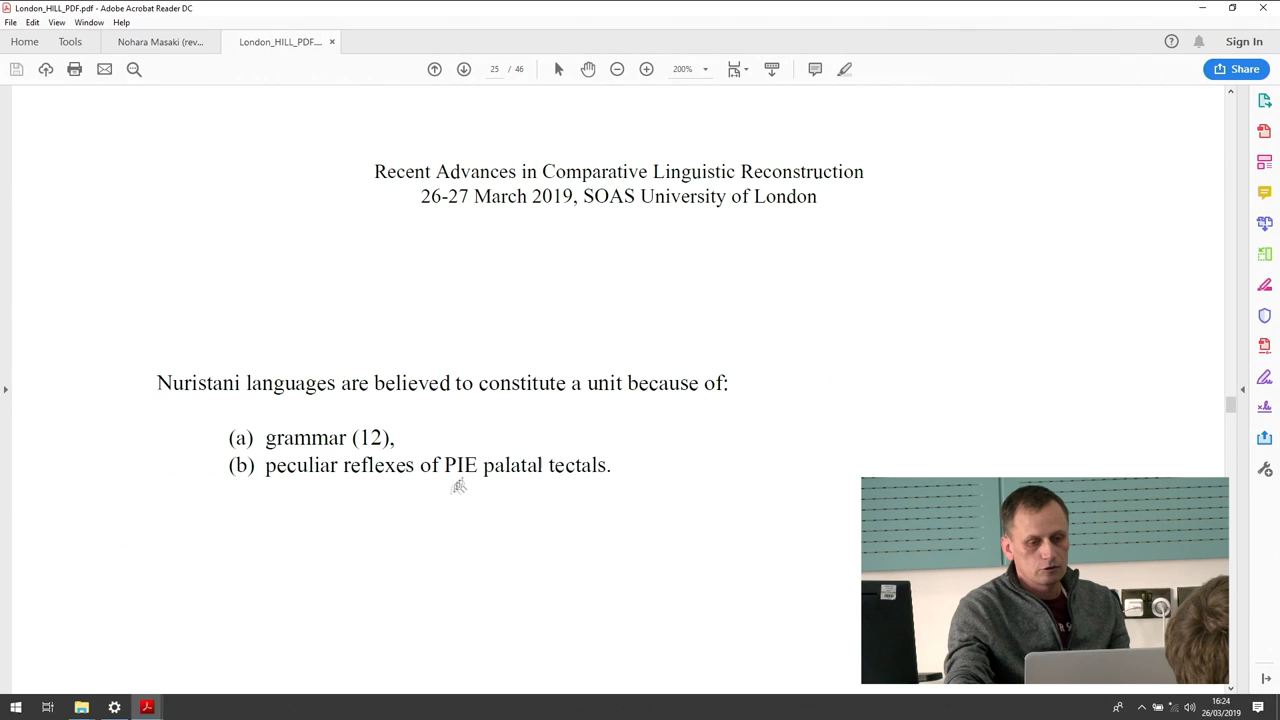 London_HILL_PDF.pdf - Adobe Acrobat Reader DC
File Edit View Window Help
Home Tools Nohara Masaki (rev... London_HILL_PDF.... × Sign In
25 / 46 200% Share
Recent Advances in Comparative Linguistic Reconstruction
26-27 March 2019, SOAS University of London
Nuristani languages are believed to constitute a unit because of:
(a) grammar (12),
(b) peculiar reflexes of PIE palatal tectals.
16:24
26/03/2019